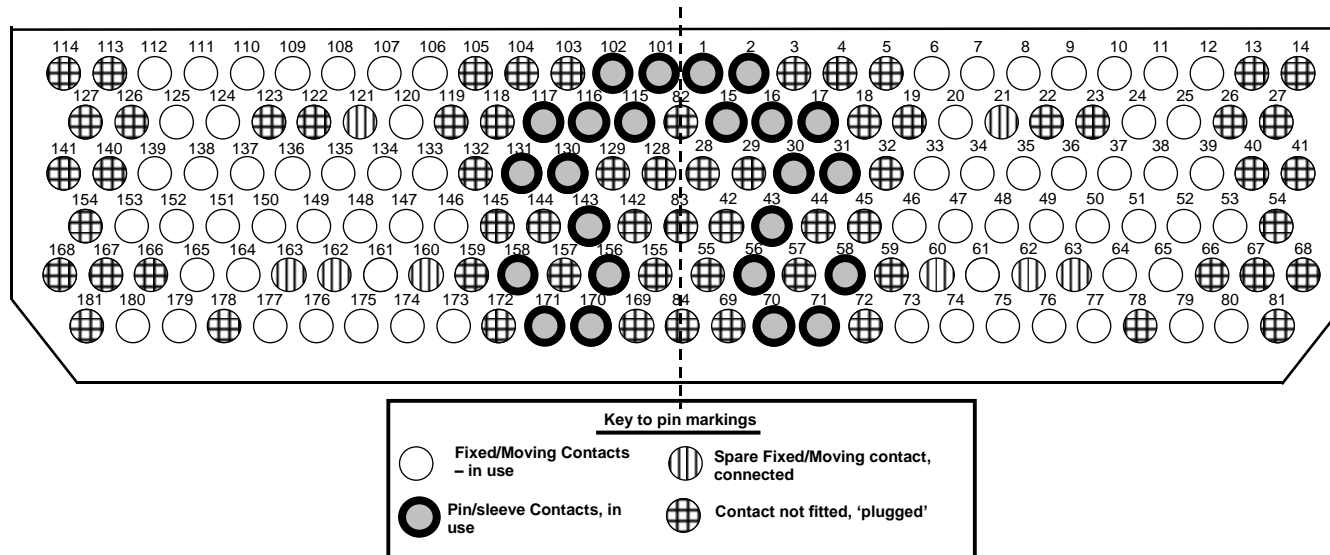 114 113 112 111 110 109 108 107 106 105 104 103 102 101 1 2 3 4 5 6 7 8 9 10 11 12 13 14
127 126 125 124 123 122 121 120 119 118 117 116 115 82 15 16 17 18 19 20 21 22 23 24 25 26 27
141 140 139 138 137 136 135 134 133 132 131 130 129 128 28 29 30 31 32 33 34 35 36 37 38 39 40 41
154 153 152 151 150 149 148 147 146 145 144 143 142 83 42 43 44 45 46 47 48 49 50 51 52 53 54
168 167 166 165 164 163 162 161 160 159 158 157 156 155 55 56 57 58 59 60 61 62 63 64 65 66 67 68
181 180 179 178 177 176 175 174 173 172 171 170 169 84 69 70 71 72 73 74 75 76 77 78 79 80 81
Key to pin markings
Fixed/Moving Contacts
– in use
Spare Fixed/Moving contact,
connected
Pin/sleeve Contacts, in
use
Contact not fitted, ‘plugged’